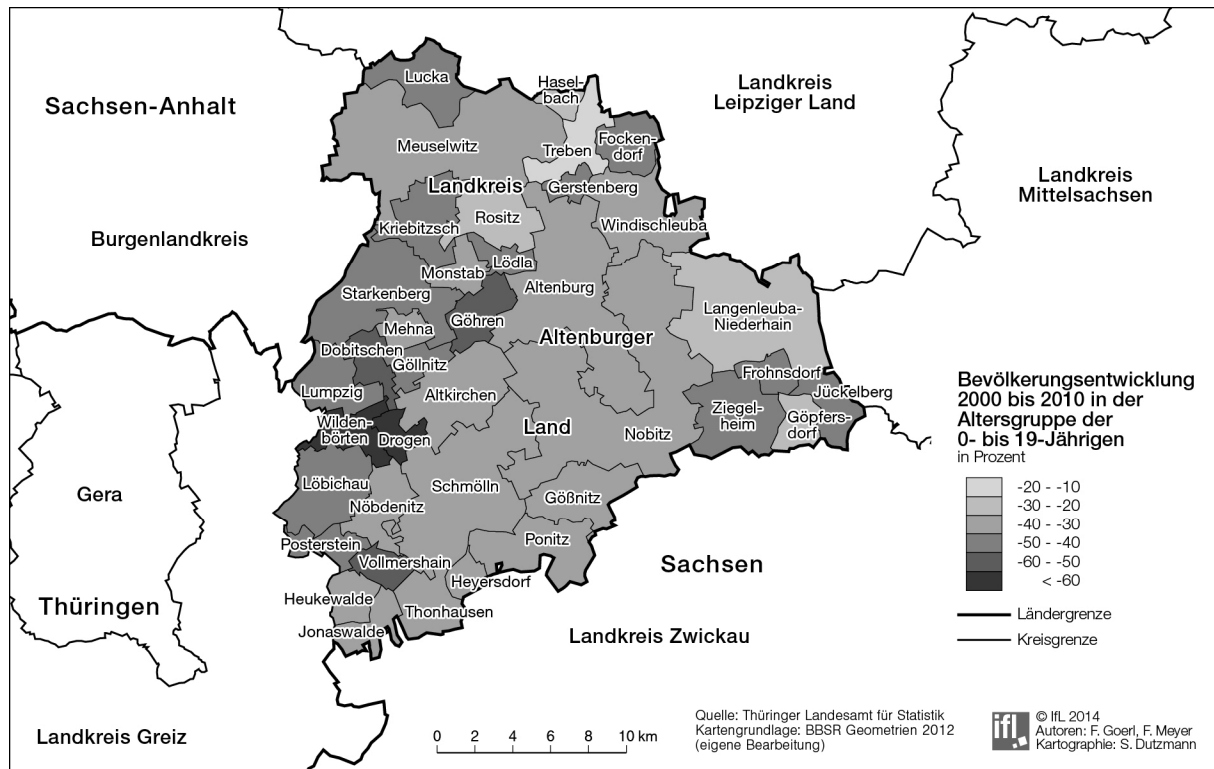 Sachsen-Anhalt
Burgenlandkreis
Gera
Thüringen
Landkreis Greiz
Landkreis
Leipziger Land
Landkreis
Mittelsachsen
Sachsen
Landkreis Zwickau
Landkreis
Altenburger
Land
Lucka
Hasel-
bach
Meuselwitz
Treben
Focken-
dorf
Gerstenberg
Rositz
Kriebitzsch
Windischleuba
Lödla
Monstab
Altenburg
Starkenberg
Göhren
Mehna
Langenleuba-
Niederhain
Dobitschen
Göllnitz
Lumpzig
Altkirchen
Frohnsdorf
Jückelberg
Ziegel-
heim
Göpfers-
dorf
Wilden-
börten
Drogen
Nobitz
Löbichau
Schmölln
Nöbdenitz
Gößnitz
Posterstein
Ponitz
Vollmershain
Heyersdorf
Heukewalde
Thonhausen
Jonaswalde
Bevölkerungsentwicklung
2000 bis 2010 in der
Altersgruppe der
0- bis 19-Jährigen
in Prozent
-20 - -10
-30 - -20
-40 - -30
-50 - -40
-60 - -50
< -60
Ländergrenze
Kreisgrenze
0 2 4 6 8 10 km
Quelle: Thüringer Landesamt für Statistik
Kartengrundlage: BBSR Geometrien 2012
(eigene Bearbeitung)
ifl
© IfL 2014
Autoren: F. Goerl, F. Meyer
Kartographie: S. Dutzmann